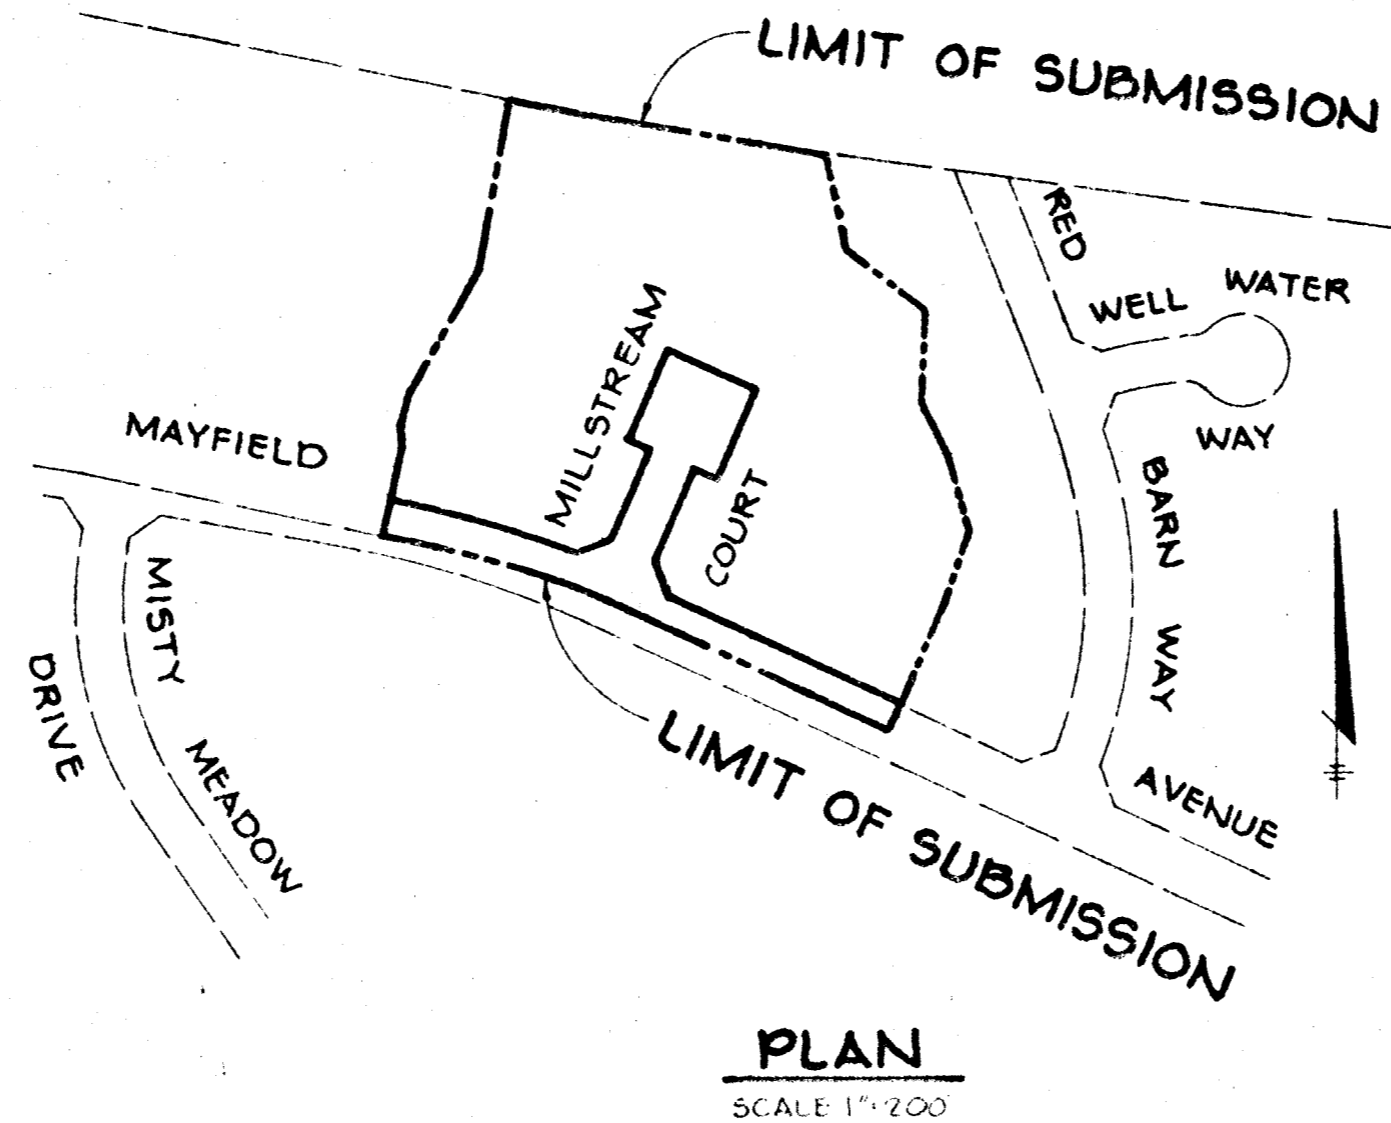 LIMIT OF SUBMISSION
RED
WELL WATER
WAY
MILLSTREAM
COURT
MAYFIELD
BARN WAY
MISTY MEADOW
DRIVE
AVENUE
LIMIT OF SUBMISSION
PLAN
SCALE 1"=200'